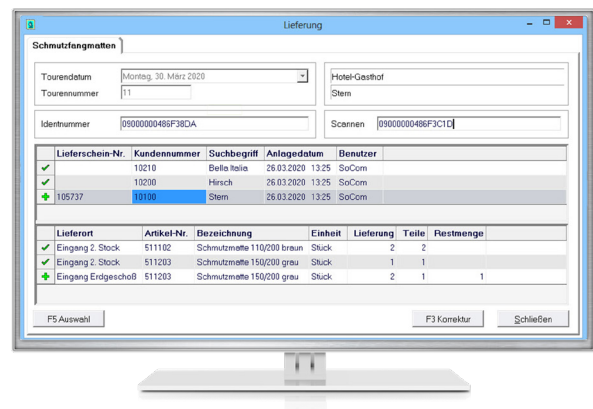 Lieferung
Schmutzfangmatten
Tourendatum Montag, 30. März 2020
Tourennummer 11
Hotel-Gasthof
Stern
Identnummer 09000000486F38DA
Scannen 09000000486F3C1D
Lieferschein-Nr. Kundennummer Suchbegriff Anlagedatum Benutzer
10210 Bella Italia 26.03.2020 13:25 SoCom
10200 Hirsch 26.03.2020 13:25 SoCom
105737 10100 Stern 26.03.2020 13:25 SoCom
Lieferort Artikel-Nr. Bezeichnung Einheit Lieferung Teile Restmenge
Eingang 2. Stock 511102 Schmutzmatte 110/200 braun Stück 2 2
Eingang 2. Stock 511203 Schmutzmatte 150/200 grau Stück 1 1
Eingang Erdgeschoß 511203 Schmutzmatte 150/200 grau Stück 2 1 1
F5 Auswahl F3 Korrektur Schließen